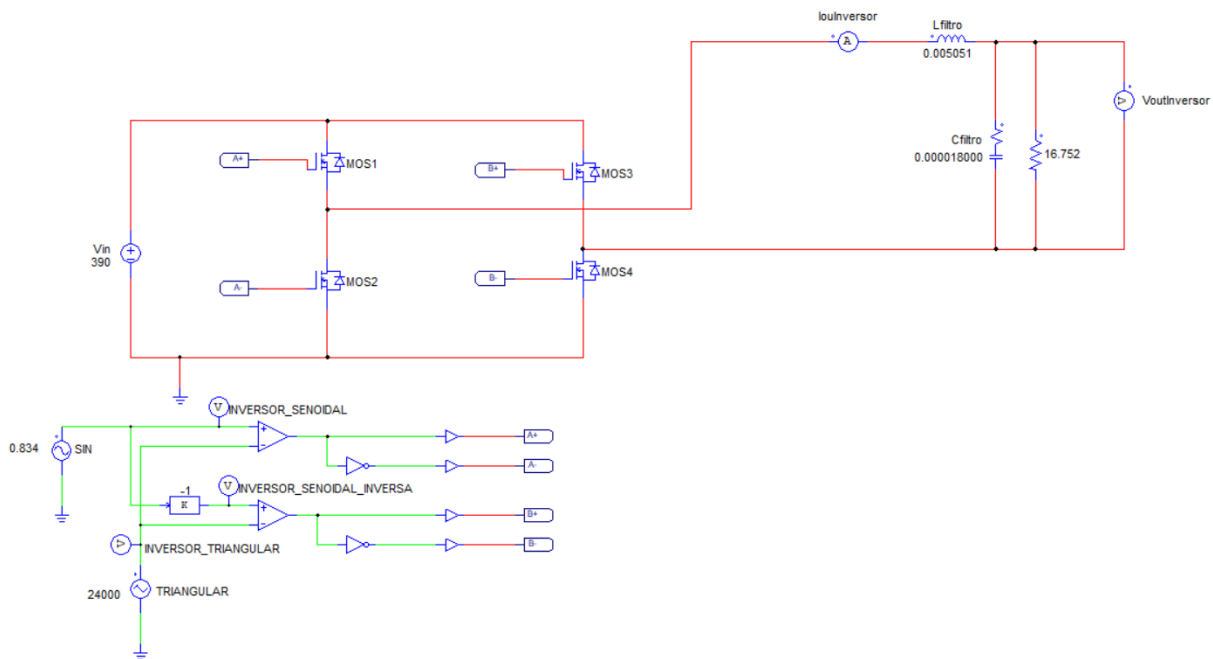 IouInversor
Lfiltro
A
0.005051
VoutInversor
V
Cfiltro
0.000018000
16.752
A+
MOS1
B+
MOS3
Vin
390
A-
MOS2
B-
MOS4
V
INVERSOR_SENOIDAL
0.834
SIN
A+
A-
-1
K
V
INVERSOR_SENOIDAL_INVERSA
B+
B-
V
INVERSOR_TRIANGULAR
24000
TRIANGULAR